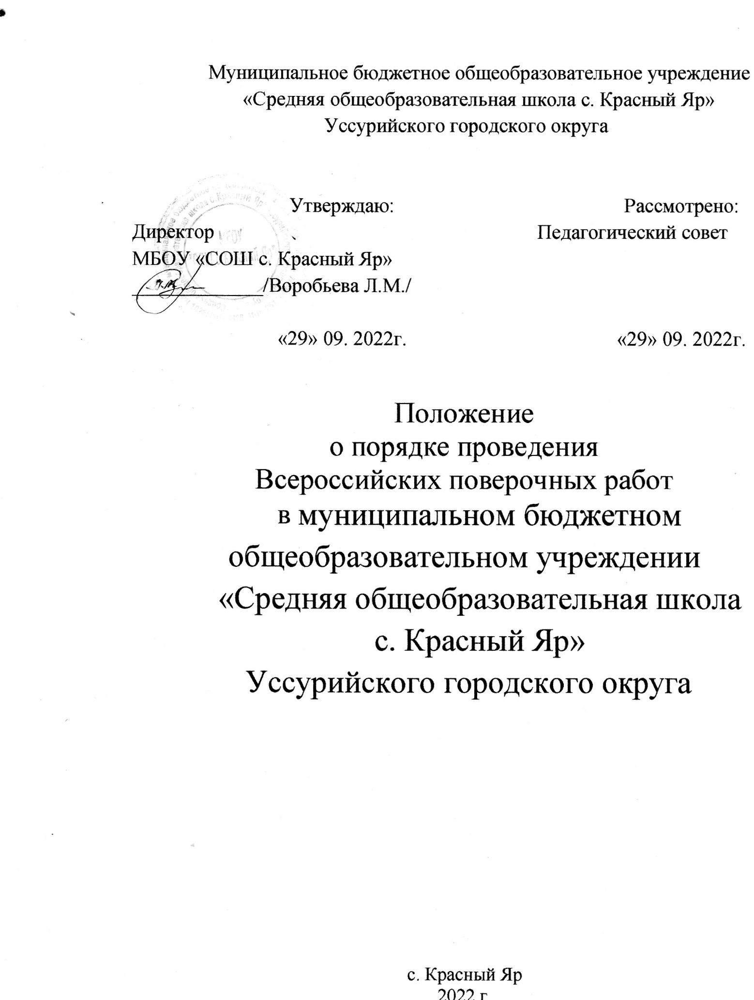 Муниципальное бюджетное общеобразовательное учреждение
«Средняя общеобразовательная школа с. Красный Яр»
Уссурийского городского округа
Утверждаю: Рассмотрено:
Директор Педагогический совет
МБОУ «СОШ с. Красный Яр»
/Воробьева Л.М./
«29» 09. 2022г. «29» 09. 2022г.
Положение
о порядке проведения
Всероссийских поверочных работ
в муниципальном бюджетном
общеобразовательном учреждении
«Средняя общеобразовательная школа
с. Красный Яр»
Уссурийского городского округа
с. Красный Яр
2022 г